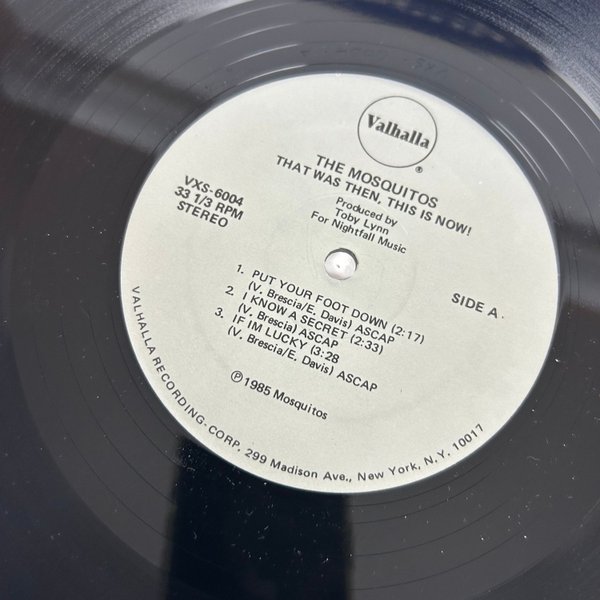 Valhalla
®
THE MOSQUITOS
THAT WAS THEN, THIS IS NOW!
Produced by
Toby Lynn
For Nightfall Music
VXS-6004
33 1/3 RPM
STEREO
SIDE A.
1. PUT YOUR FOOT DOWN (2:17)
(V. Brescia/E. Davis) ASCAP
2. I KNOW A SECRET (2:33)
(V. Brescia) ASCAP
3. IF IM LUCKY (3:28
(V. Brescia/E. Davis) ASCAP
Ⓟ1985 Mosquitos
VALHALLA RECORDING-CORP. 299 Madison Ave., New York, N.Y. 10017